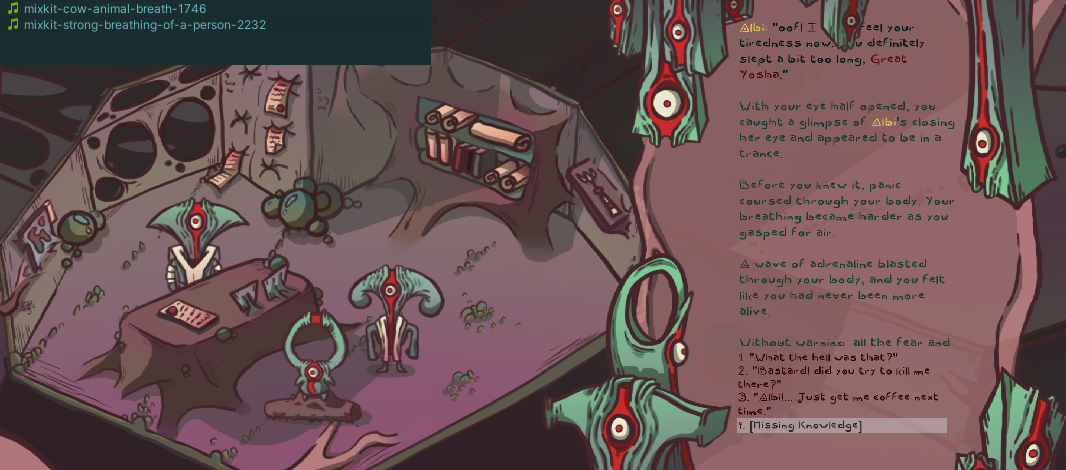 mixkit-cow-animal-breath-1746
mixkit-strong-breathing-of-a-person-2232
Albi: "oof! I feel your
tiredness now. You definitely
slept a bit too long, Great
Yosha."
With your eye half opened, you
caught a glimpse of Albi's closing
her eye and appeared to be in a
trance.
Before you knew it, panic
coursed through your body. Your
breathing became harder as you
gasped for air.
A wave of adrenaline blasted
through your body, and you felt
like you had never been more
alive.
Without warning all the fear and
1. "What the hell was that?"
2. "Bastard! did you try to kill me
there?"
3. "Albi!... Just get me coffee next
time."
4. [Missing Knowledge]